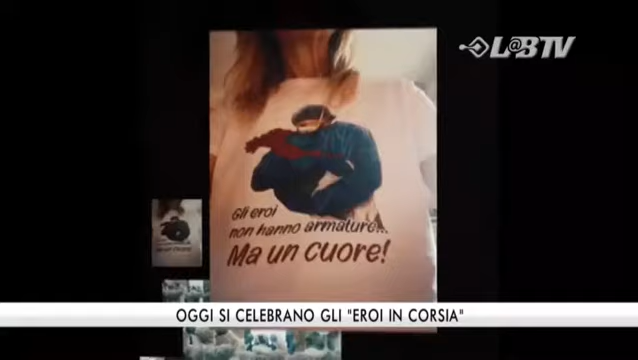 L@BTV
Gli eroi
non hanno armature...
Ma un cuore!
OGGI SI CELEBRANO GLI "EROI IN CORSIA"